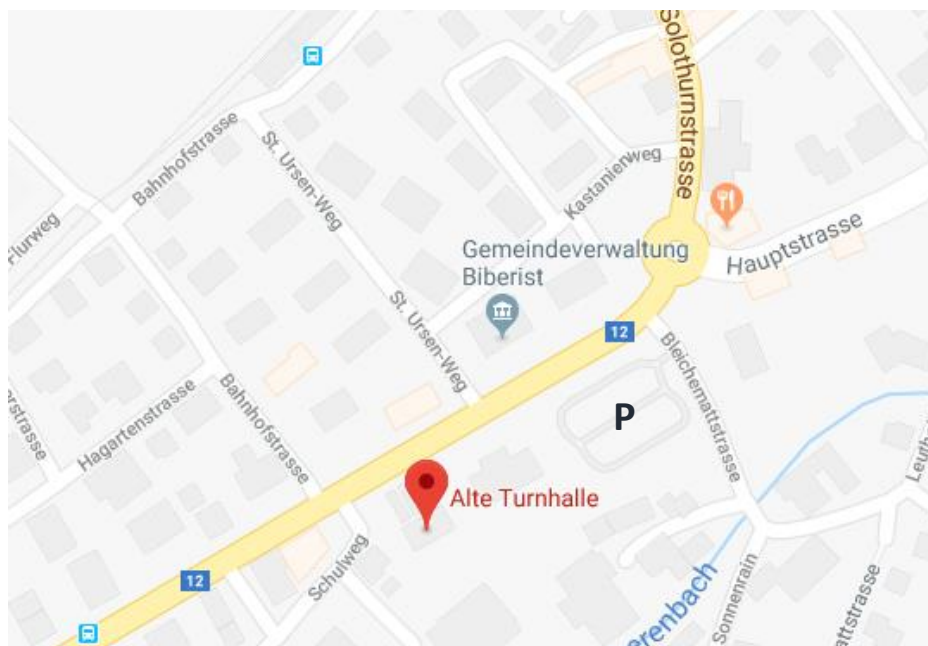 Solothurnstrasse
Bahnhofstrasse
St. Ursen-Weg
Kastanienweg
Flurweg
Gemeindeverwaltung
Biberist
Hauptstrasse
St. Ursen-Weg
12
Bleichemattstrasse
Bahnhofstrasse
Hagartenstrasse
P
Alte Turnhalle
Schulweg
12
Sonnenrain